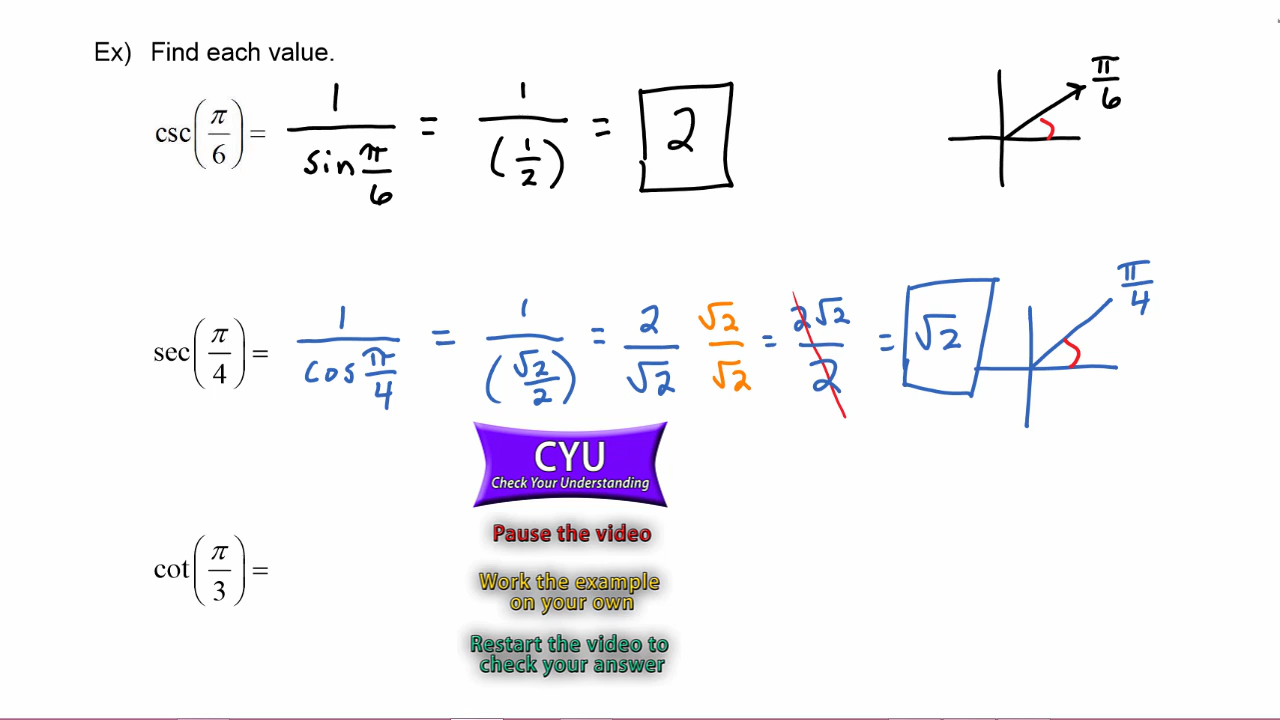 Ex) Find each value.
csc(π/6) = 1/(sin π/6) = 1/(1/2) = 2
π/6
sec(π/4) = 1/(cos π/4) = 1/(√2/2) = 2/√2 √2/√2 = 2√2/2 = √2
π/4
CYU
Check Your Understanding
Pause the video
cot(π/3) =
Work the example
on your own
Restart the video to
check your answer